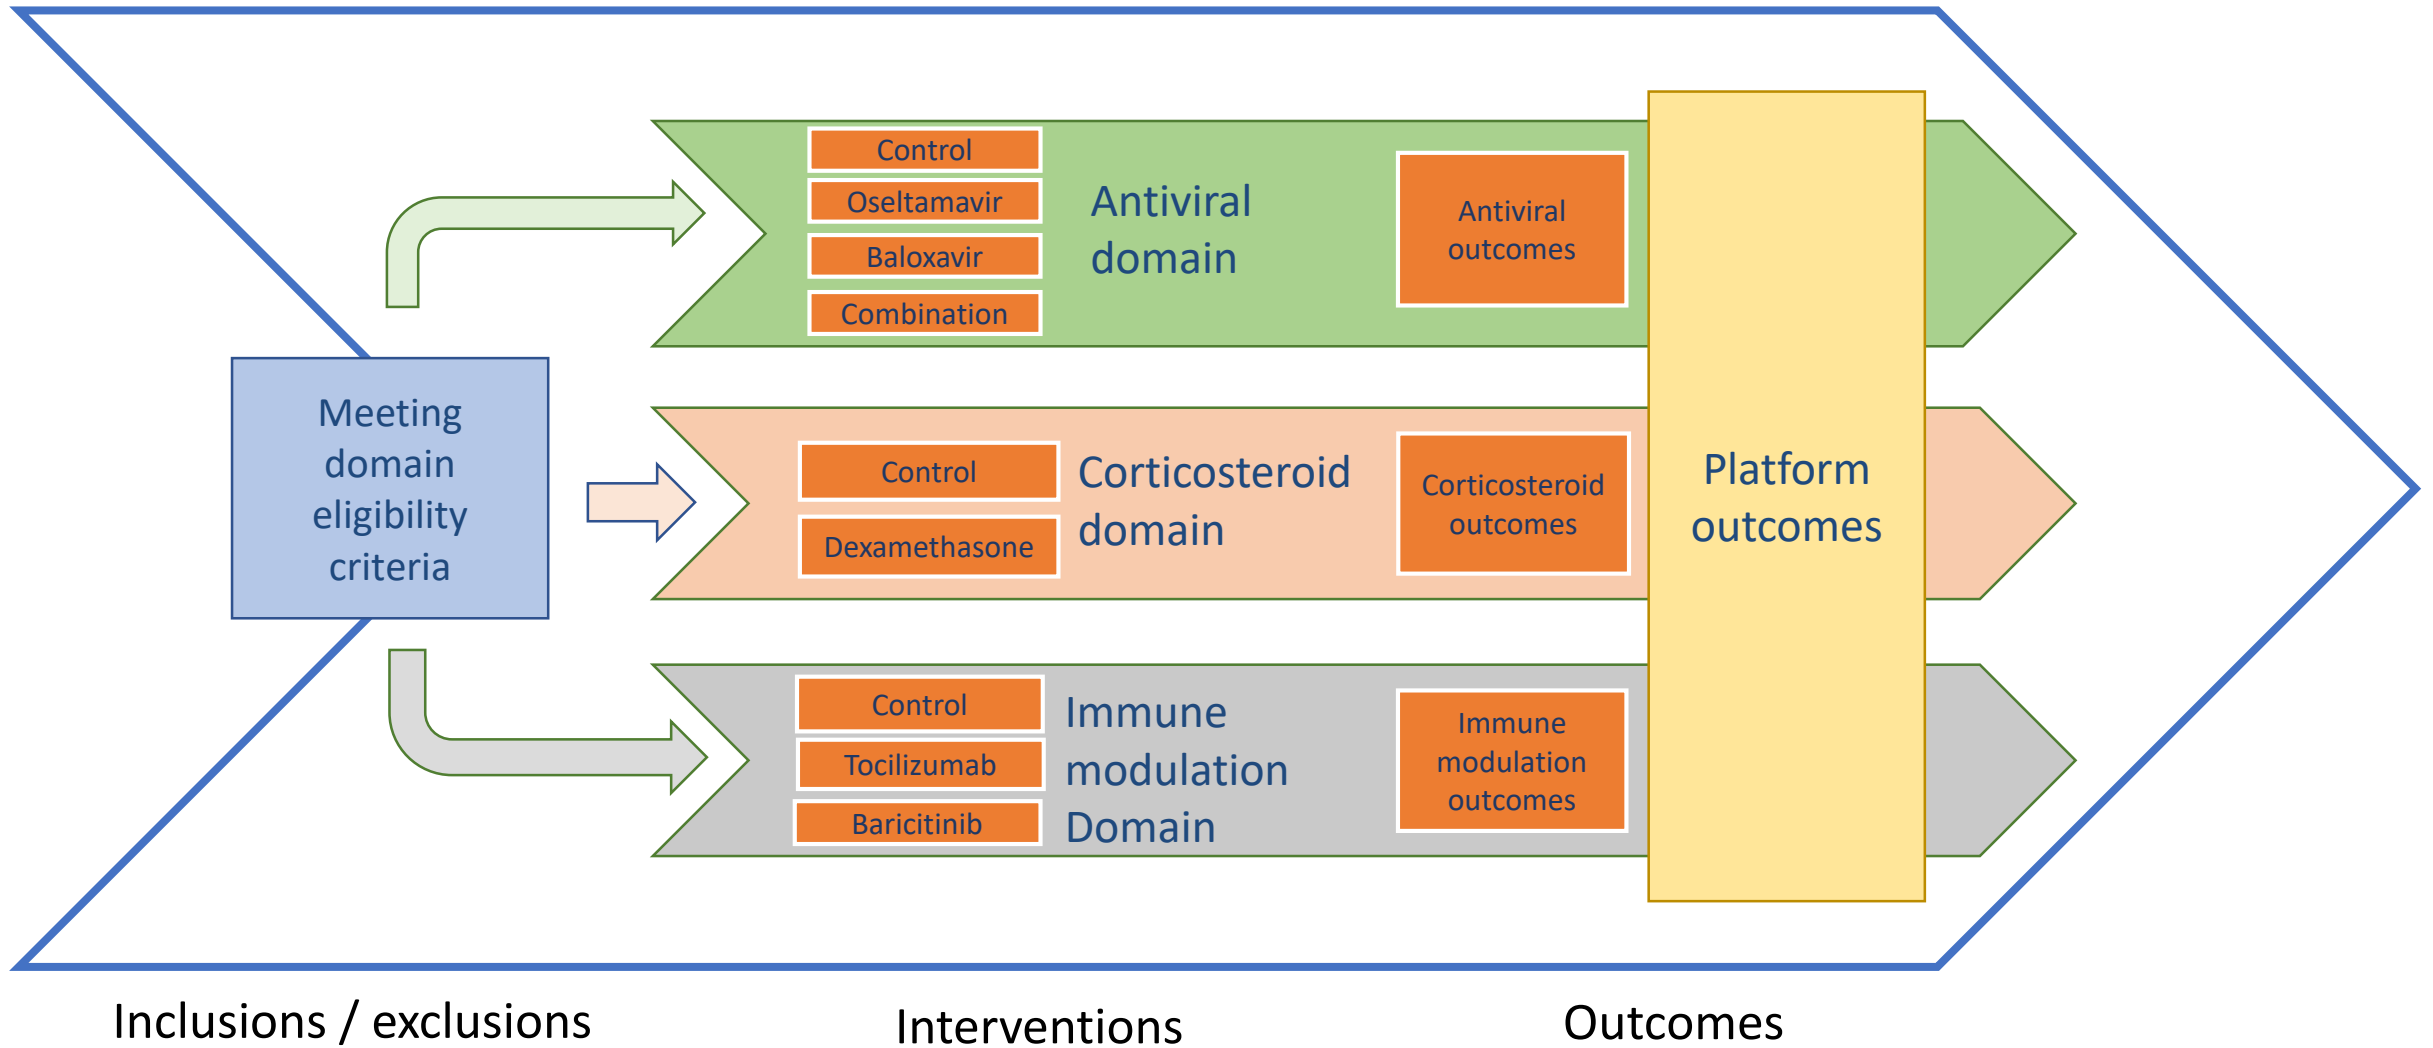 Meeting
domain
eligibility
criteria
Control
Oseltamavir
Baloxavir
Combination
Antiviral
domain
Antiviral
outcomes
Control
Dexamethasone
Corticosteroid
domain
Corticosteroid
outcomes
Control
Tocilizumab
Baricitinib
Immune
modulation
Domain
Immune
modulation
outcomes
Platform
outcomes
Inclusions / exclusions
Interventions
Outcomes